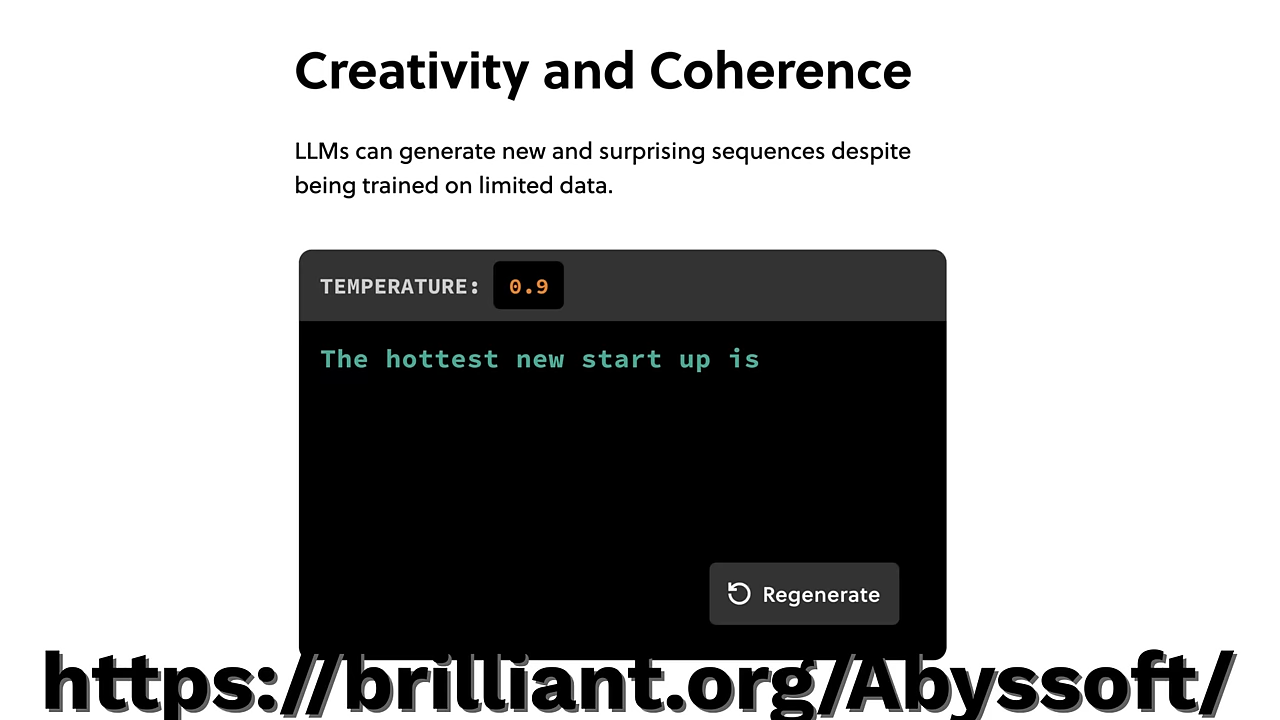 Creativity and Coherence
LLMs can generate new and surprising sequences despite
being trained on limited data.
TEMPERATURE: 0.9
The hottest new start up is
Regenerate
https://brilliant.org/Abyssoft/